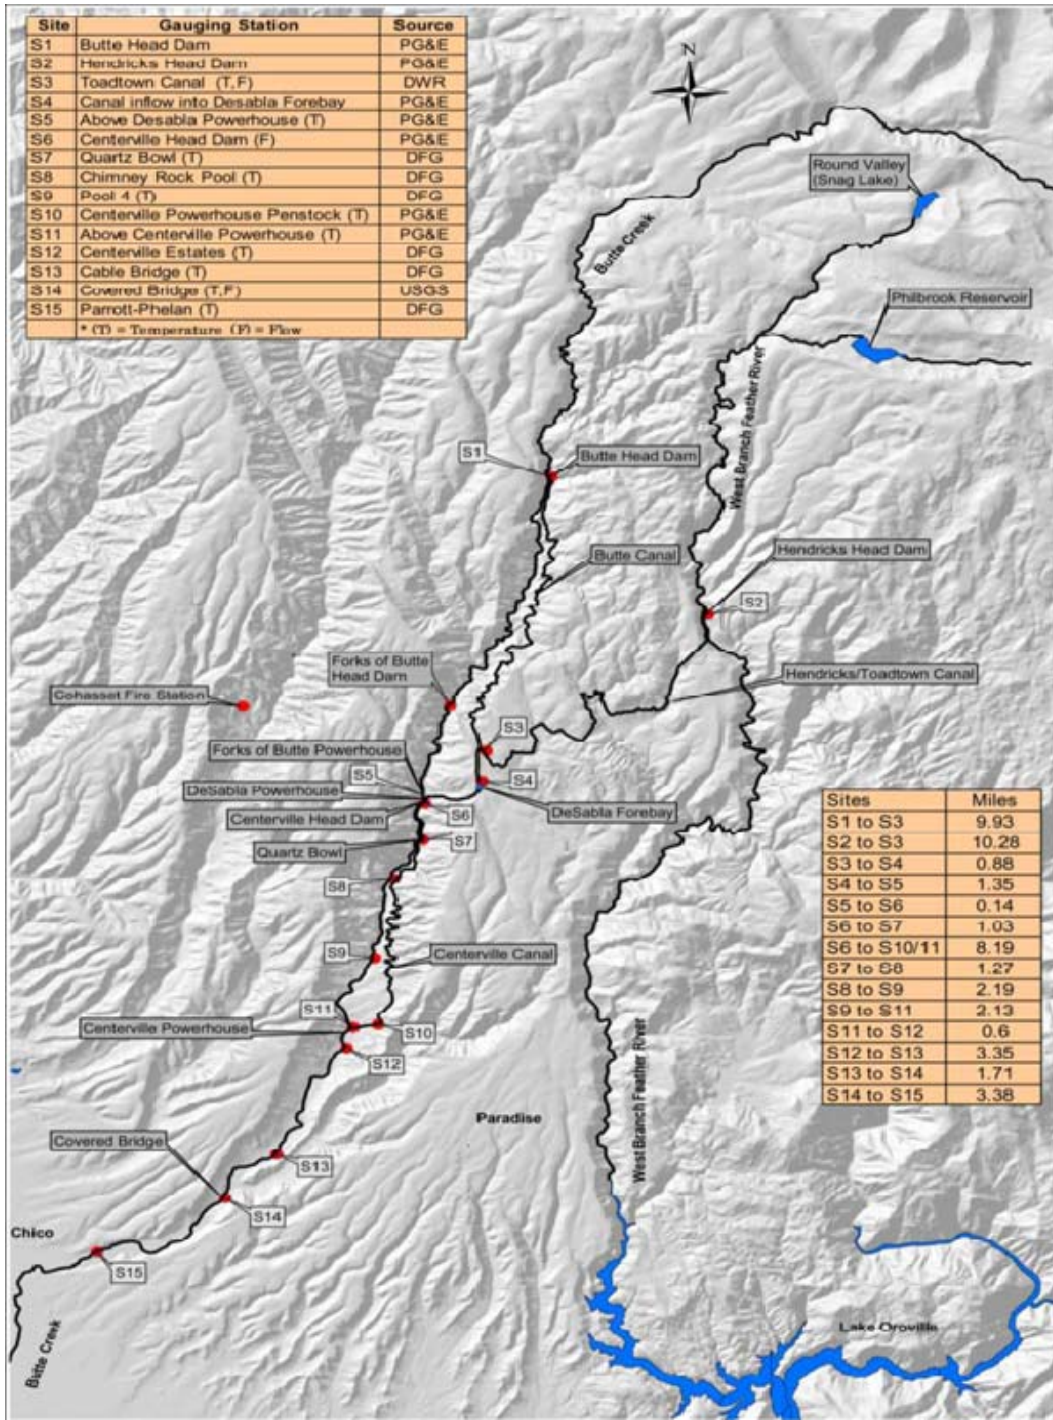 Site Gauging Station Source
S1 Butte Head Dam PG&E
S2 Hendricks Head Dam PG&E
S3 Toadtown Canal (T,F) DWR
S4 Canal inflow into Desabla Forebay PG&E
S5 Above Desabla Powerhouse (T) PG&E
S6 Centerville Head Dam (F) PG&E
S7 Quartz Bowl (T) DFG
S8 Chimney Rock Pool (T) DFG
S9 Pool 4 (T) DFG
S10 Centerville Powerhouse Penstock (T) PG&E
S11 Above Centerville Powerhouse (T) PG&E
S12 Centerville Estates (T) DFG
S13 Cable Bridge (T) DFG
S14 Covered Bridge (T,F) USGS
S15 Parrott-Phelan (T) DFG
* (T) = Temperature (F) = Flow
N
Round Valley
(Snag Lake)
Butte Creek
Philbrook Reservoir
West Branch Feather River
S1
Butte Head Dam
Butte Canal
Hendricks Head Dam
S2
Forks of Butte
Head Dam
Hendricks/Toadtown Canal
Cohasset Fire Station
S3
Forks of Butte Powerhouse
S5
S4
DeSabla Powerhouse
DeSabla Forebay
Centerville Head Dam
S6
Quartz Bowl
S7
S8
S9
Centerville Canal
S11
Centerville Powerhouse
S10
S12
Sites Miles
S1 to S3 9.93
S2 to S3 10.28
S3 to S4 0.88
S4 to S5 1.35
S5 to S6 0.14
S6 to S7 1.03
S6 to S10/11 8.19
S7 to S8 1.27
S8 to S9 2.19
S9 to S11 2.13
S11 to S12 0.6
S12 to S13 3.35
S13 to S14 1.71
S14 to S15 3.38
Paradise
West Branch Feather River
Covered Bridge
S13
S14
Chico
S15
Butte Creek
Lake Oroville